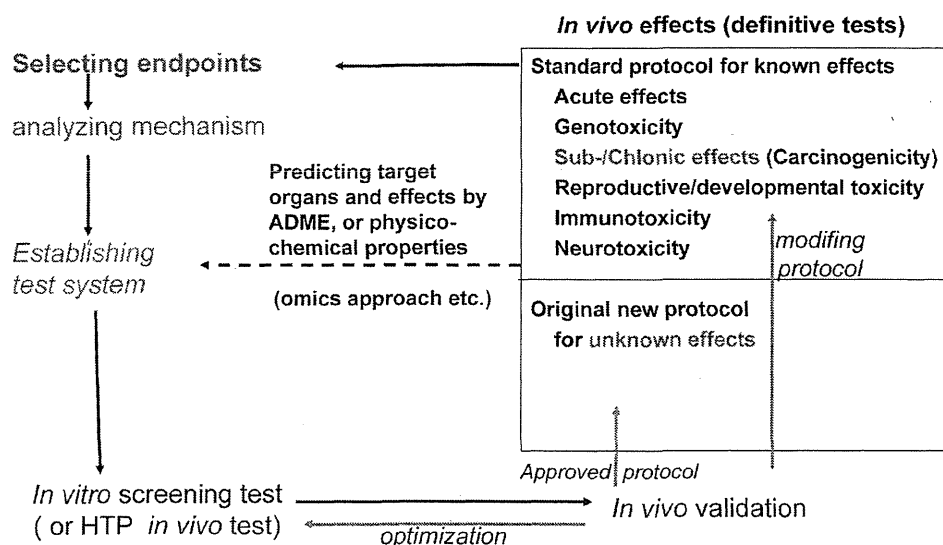 In vivo effects (definitive tests)
Selecting endpoints
analyzing mechanism
Establishing
test system
Predicting target
organs and effects by
ADME, or physico-
chemical properties
(omics approach etc.)
Standard protocol for known effects
Acute effects
Genotoxicity
Sub-/Chlonic effects (Carcinogenicity)
Reproductive/developmental toxicity
Immunotoxicity
Neurotoxicity
modifing
protocol
Original new protocol
for unknown effects
Approved protocol
In vitro screening test
( or HTP in vivo test)
In vivo validation
optimization